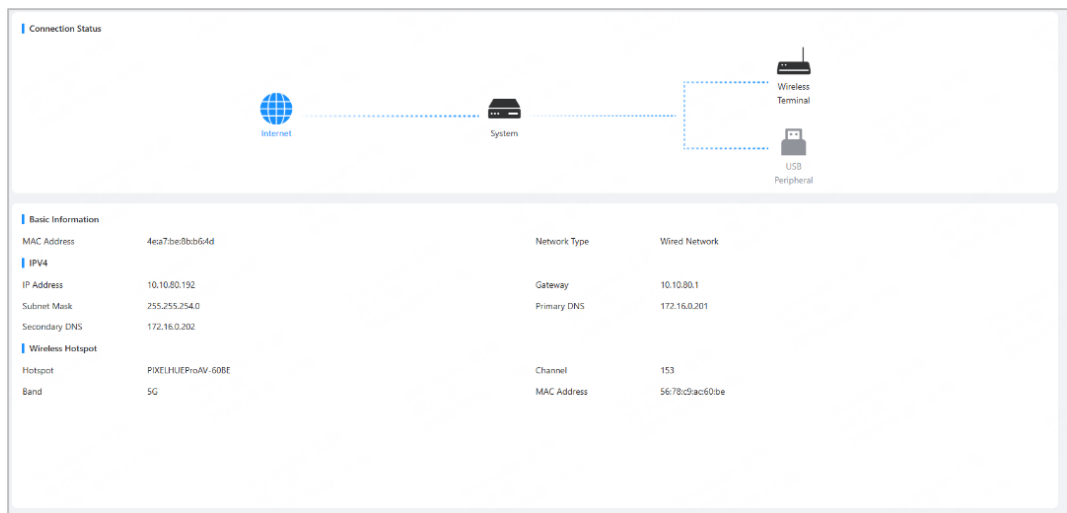 Connection Status
Internet
System
Wireless
Terminal
USB
Peripheral
Basic Information
MAC Address 4e:a7:be:8b:b6:4d Network Type Wired Network
IPV4
IP Address 10.10.80.192 Gateway 10.10.80.1
Subnet Mask 255.255.254.0 Primary DNS 172.16.0.201
Secondary DNS 172.16.0.202
Wireless Hotspot
Hotspot PIXELHUEProAV-60BE Channel 153
Band 5G MAC Address 56:78:c9:ac:60:be